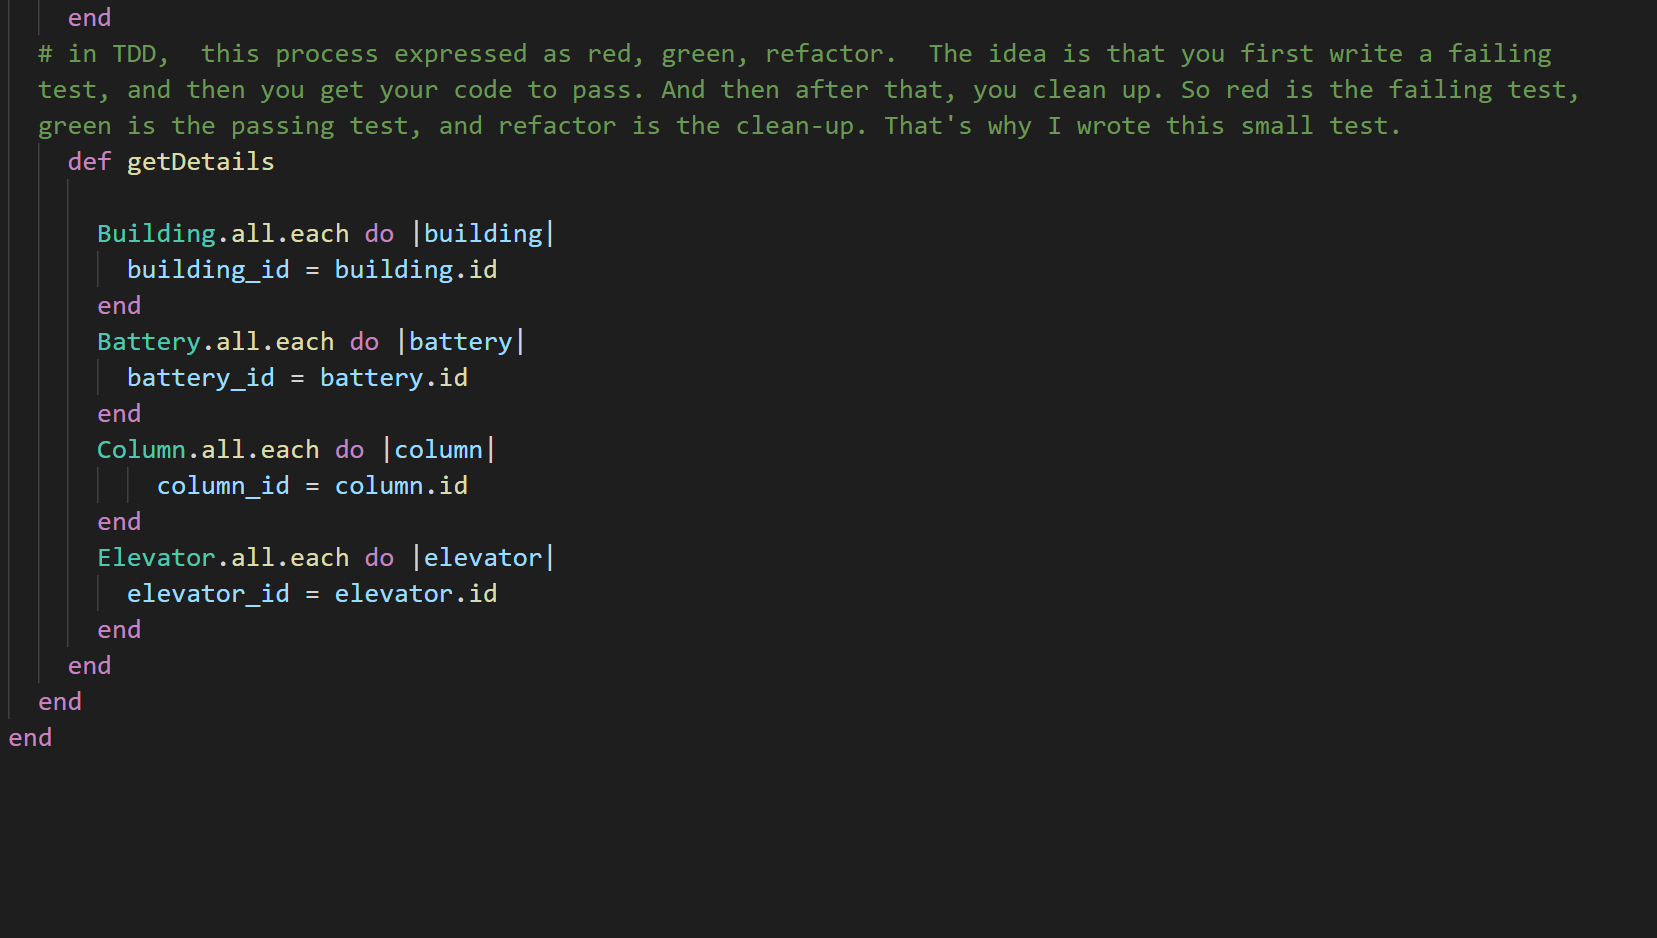 end
# in TDD,  this process expressed as red, green, refactor.  The idea is that you first write a failing
test, and then you get your code to pass. And then after that, you clean up. So red is the failing test,
green is the passing test, and refactor is the clean-up. That's why I wrote this small test.
def getDetails
Building.all.each do |building|
building_id = building.id
end
Battery.all.each do |battery|
battery_id = battery.id
end
Column.all.each do |column|
column_id = column.id
end
Elevator.all.each do |elevator|
elevator_id = elevator.id
end
end
end
end